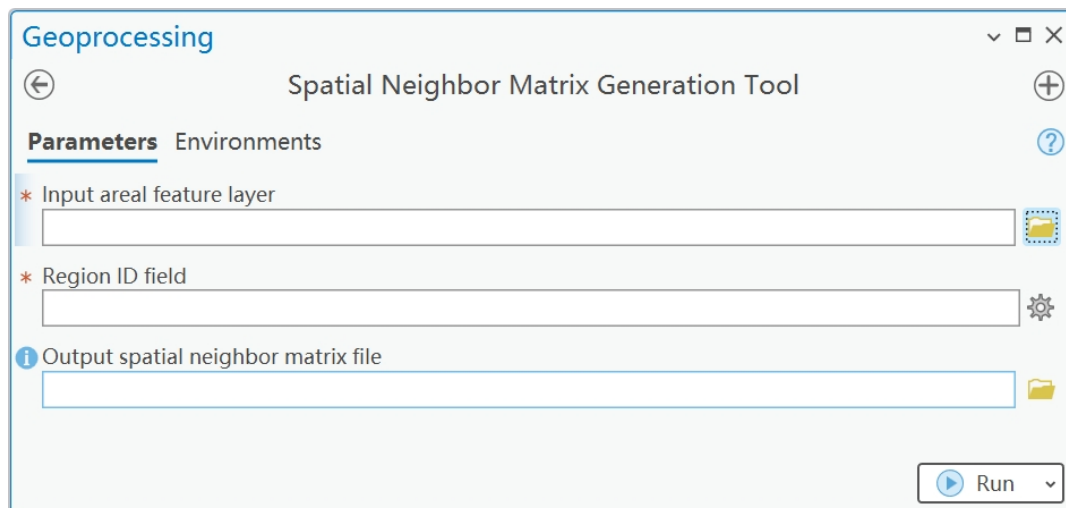 Geoprocessing
Spatial Neighbor Matrix Generation Tool
Parameters Environments
* Input areal feature layer
* Region ID field
Output spatial neighbor matrix file
Run